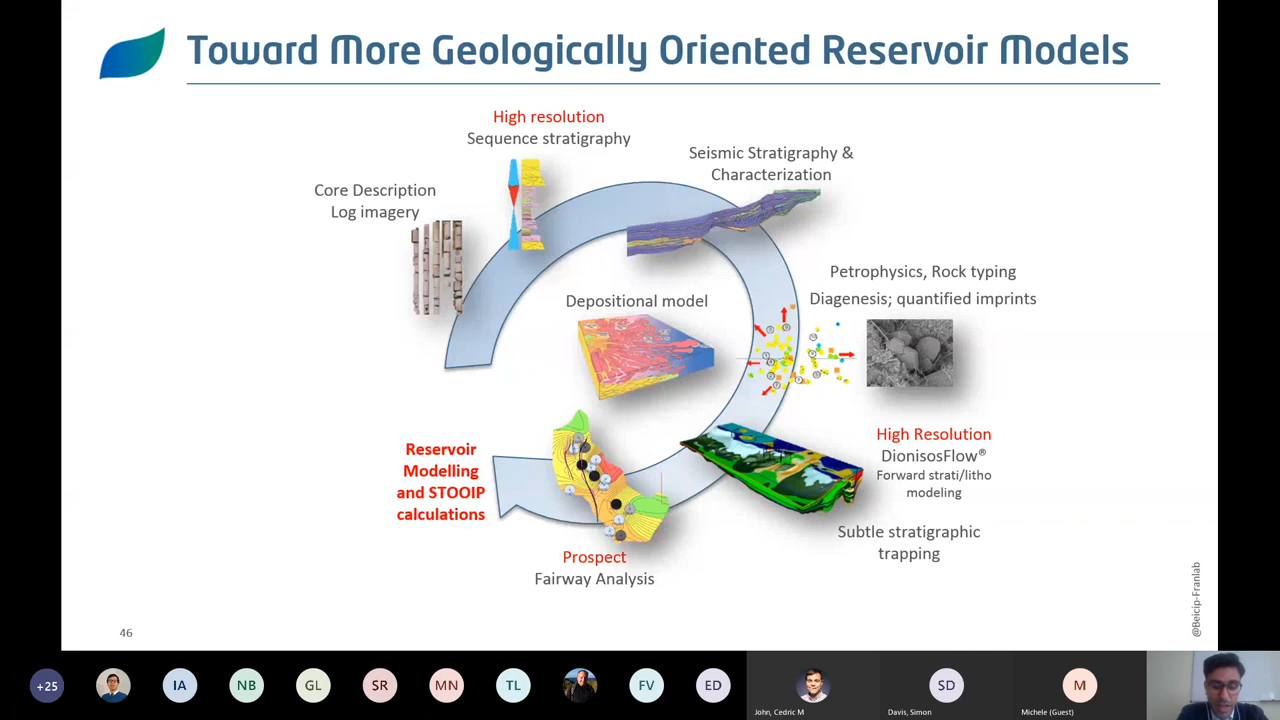 Toward More Geologically Oriented Reservoir Models
High resolution
Sequence stratigraphy
Seismic Stratigraphy &
Characterization
Core Description
Log imagery
Petrophysics, Rock typing
Diagenesis; quantified imprints
Depositional model
High Resolution
DionisosFlow®
Forward strati/litho
modeling
Reservoir
Modelling
and STOOIP
calculations
Subtle stratigraphic
trapping
Prospect
Fairway Analysis
@Beicip-Franlab
46
+25
IA
NB
GL
SR
MN
TL
FV
ED
SD
M
John, Cedric M
Davis, Simon
Michele (Guest)